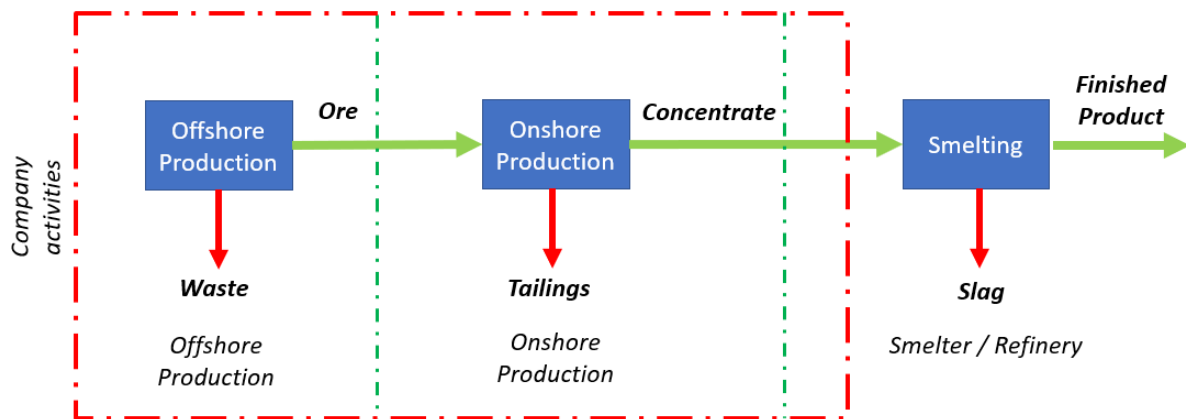 Company
activities
Offshore
Production
Ore
Onshore
Production
Concentrate
Smelting
Finished
Product
Waste
Tailings
Slag
Offshore
Production
Onshore
Production
Smelter / Refinery